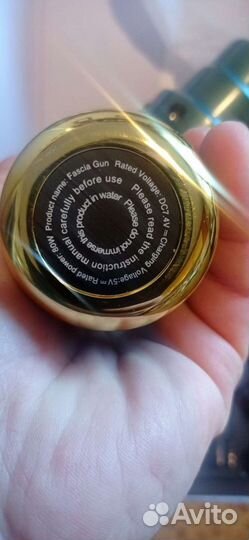 Product name: Fascia Gun Rated Voltage: DC7.4V⎓ Charging Voltage:5V⎓ Rated power: 80W
Please read the instruction manual carefully before use
Please do not immerse this product in water
Avito